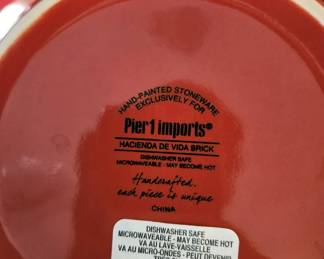 HAND-PAINTED STONEWARE
EXCLUSIVELY FOR
Pier 1 imports®
HACIENDA DE VIDA BRICK
DISHWASHER SAFE
MICROWAVEABLE - MAY BECOME HOT
Handcrafted,
each piece is unique
CHINA
DISHWASHER SAFE
MICROWAVEABLE - MAY BECOME HOT
VA AU LAVE-VAISSELLE
VA AU MICRO-ONDES - PEUT DEVENIR